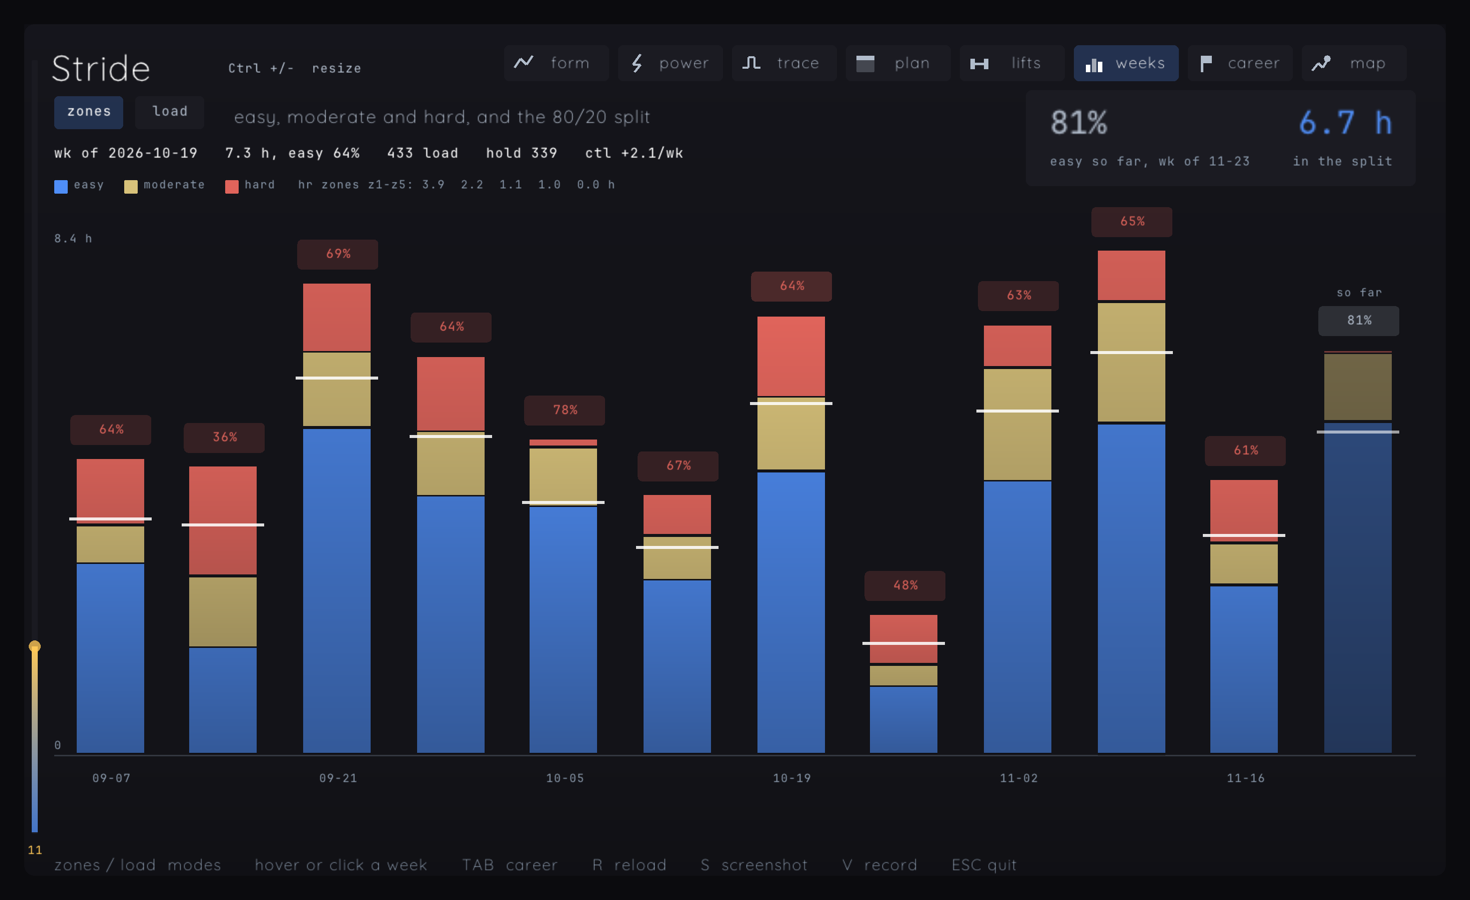 Stride
Ctrl +/-  resize
form  power  trace  plan  lifts  weeks  career  map
zones  load  easy, moderate and hard, and the 80/20 split
81%  6.7 h
easy so far, wk of 11-23  in the split
wk of 2026-10-19  7.3 h, easy 64%  433 load  hold 339  ctl +2.1/wk
easy  moderate  hard  hr zones z1-z5: 3.9  2.2  1.1  1.0  0.0 h
8.4 h
64%
36%
69%
64%
78%
67%
64%
48%
63%
65%
61%
so far
81%
0
09-07  09-21  10-05  10-19  11-02  11-16
11
zones / load  modes  hover or click a week  TAB  career  R  reload  S  screenshot  V  record  ESC quit